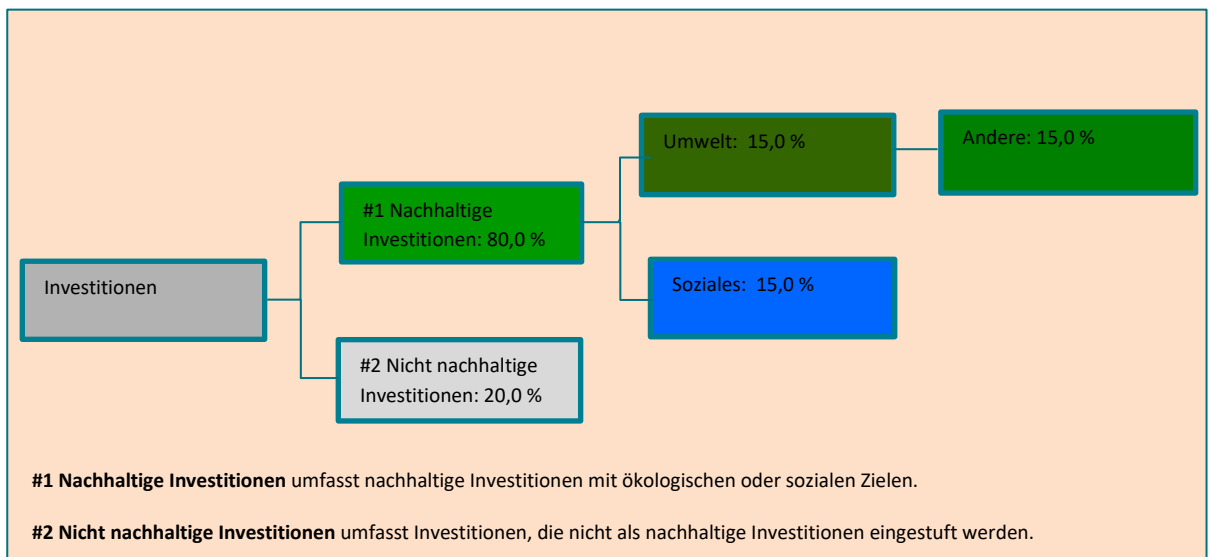 Investitionen
#1 Nachhaltige
Investitionen: 80,0 %
#2 Nicht nachhaltige
Investitionen: 20,0 %
Umwelt:  15,0 %
Andere: 15,0 %
Soziales:  15,0 %
#1 Nachhaltige Investitionen umfasst nachhaltige Investitionen mit ökologischen oder sozialen Zielen.
#2 Nicht nachhaltige Investitionen umfasst Investitionen, die nicht als nachhaltige Investitionen eingestuft werden.